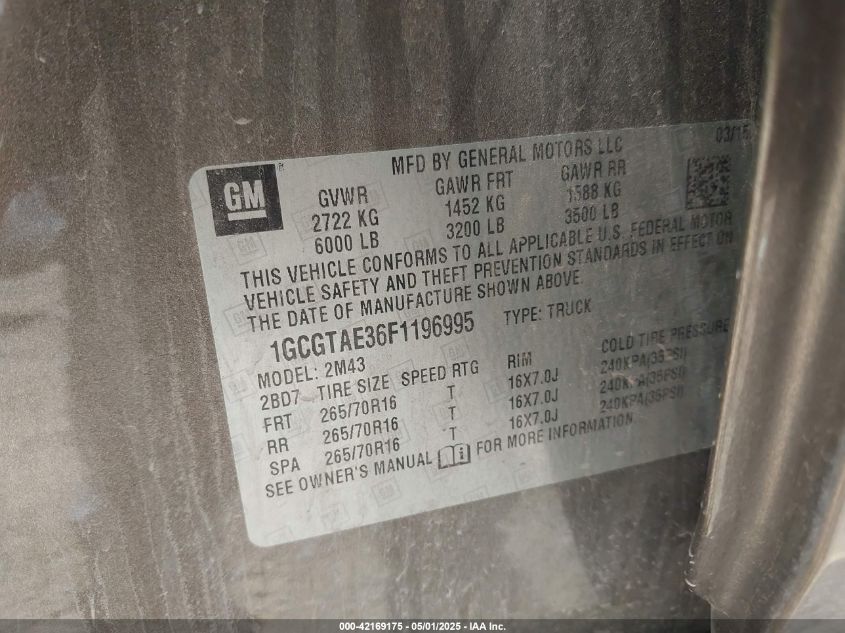 GM
MFD BY GENERAL MOTORS LLC 03/15
GVWR GAWR FRT GAWR RR
2722 KG 1452 KG 1588 KG
6000 LB 3200 LB 3500 LB
THIS VEHICLE CONFORMS TO ALL APPLICABLE U.S. FEDERAL MOTOR
VEHICLE SAFETY AND THEFT PREVENTION STANDARDS IN EFFECT ON
THE DATE OF MANUFACTURE SHOWN ABOVE.
1GCGTAE36F1196995 TYPE: TRUCK
MODEL: 2M43
2BD7 TIRE SIZE SPEED RTG RIM COLD TIRE PRESSURE
FRT 265/70R16 T 16X7.0J 240KPA(35PSI)
RR 265/70R16 T 16X7.0J 240KPA(35PSI)
SPA 265/70R16 T 16X7.0J 240KPA(35PSI)
SEE OWNER'S MANUAL FOR MORE INFORMATION
000-42169175 - 05/01/2025 - IAA Inc.